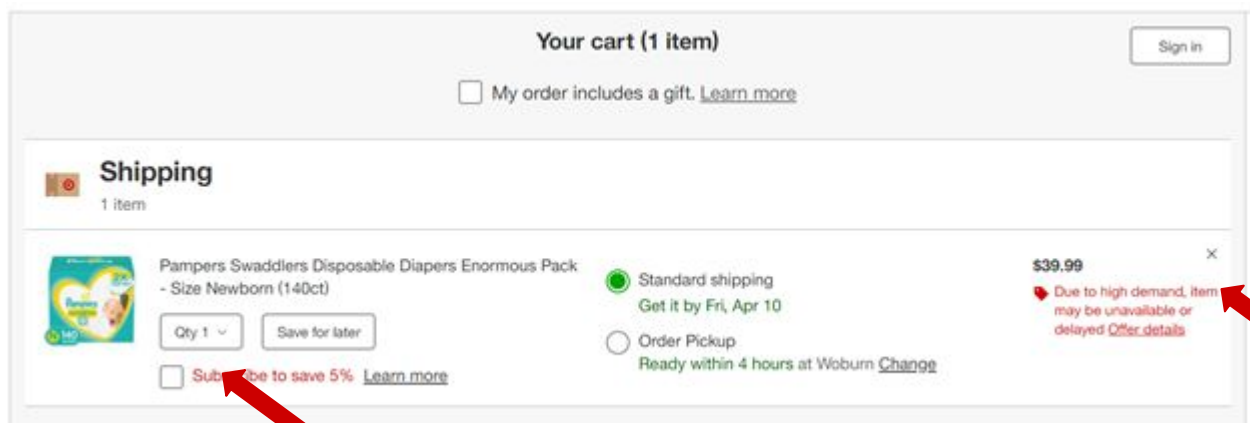 Your cart (1 item)
Sign in
My order includes a gift. Learn more
Shipping
1 item
Pampers Swaddlers Disposable Diapers Enormous Pack
- Size Newborn (140ct)
Qty 1
Save for later
Subscribe to save 5% Learn more
Standard shipping
Get it by Fri, Apr 10
Order Pickup
Ready within 4 hours at Woburn Change
$39.99
Due to high demand, item
may be unavailable or
delayed Offer details
Pampers
140